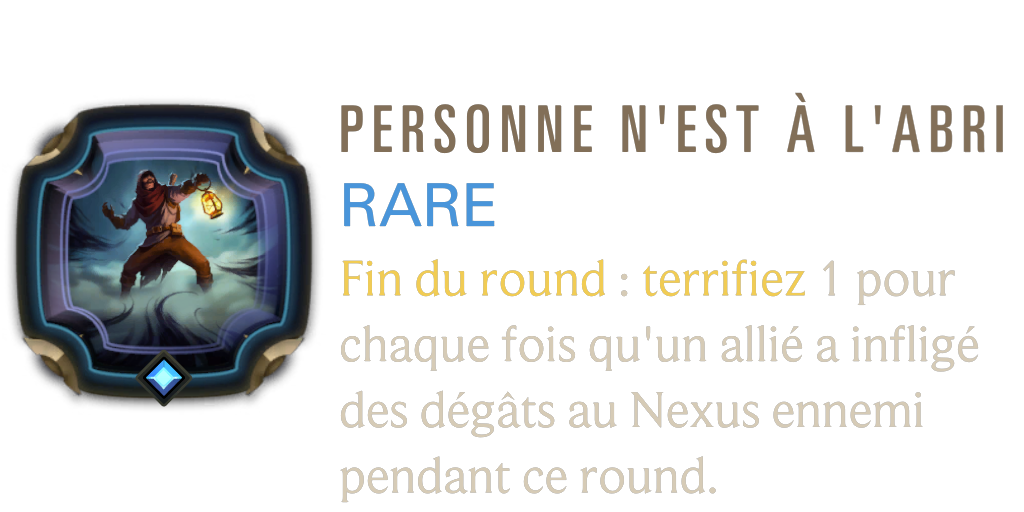 PERSONNE N'EST À L'ABRI
RARE
Fin du round : terrifiez 1 pour
chaque fois qu'un allié a infligé
des dégâts au Nexus ennemi
pendant ce round.